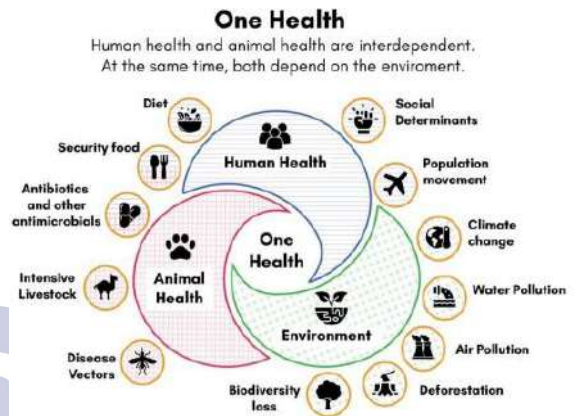 One Health
Human health and animal health are interdependent.
At the same time, both depend on the enviroment.
Diet
Social
Determinants
Security food
Human Health
Population
movement
Antibiotics
and other
antimicrobials
One
Health
Climate
change
Animal
Health
Intensive
Livestock
Water Pollution
Environment
Air Pollution
Disease
Vectors
Biodiversity
loss
Deforestation